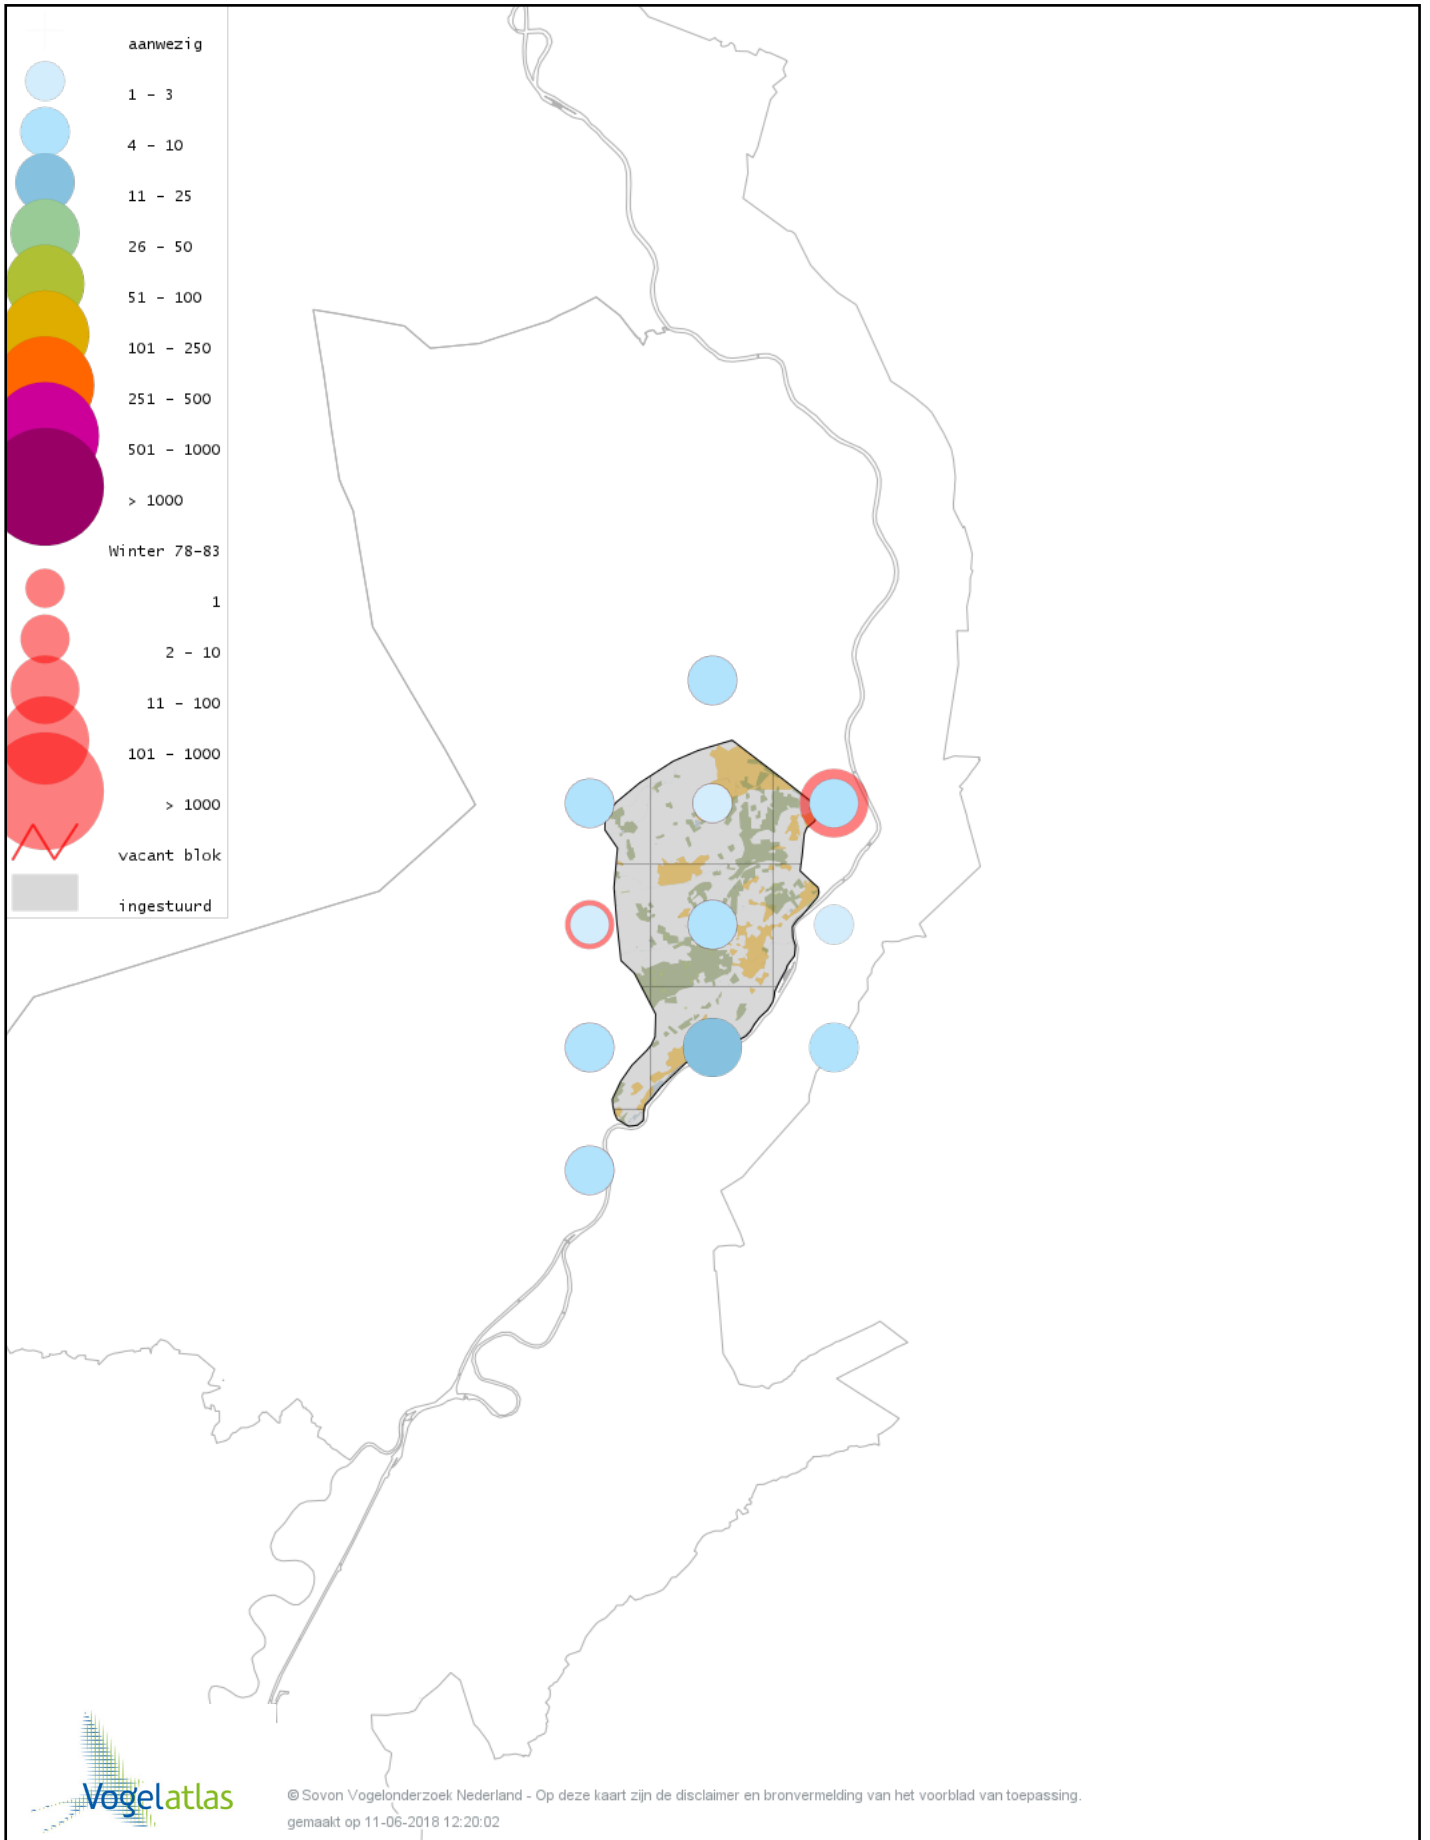 aanwezig
1 - 3
4 - 10
11 - 25
26 - 50
51 - 100
101 - 250
251 - 500
501 - 1000
> 1000
Winter 78-83
1
2 - 10
11 - 100
101 - 1000
> 1000
vacant blok
ingestuurd
Vogelatlas
© Sovon Vogelonderzoek Nederland - Op deze kaart zijn de disclaimer en bronvermelding van het voorblad van toepassing.
gemaakt op 11-06-2018 12:20:02